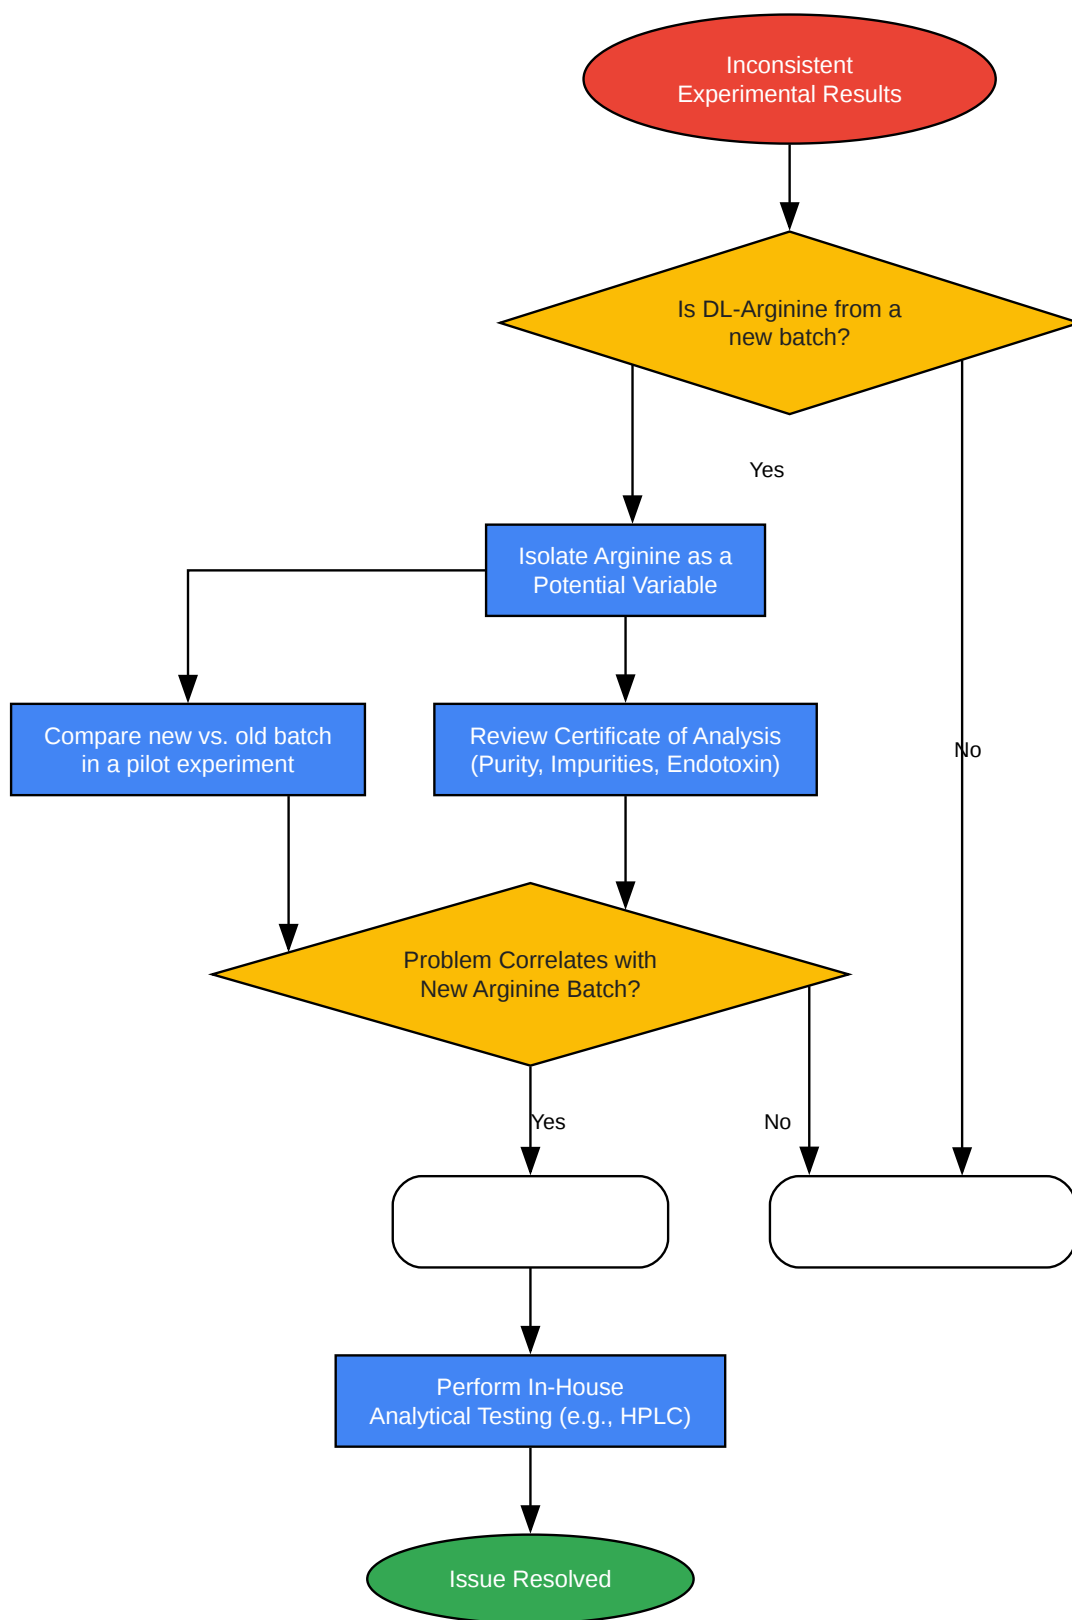 Inconsistent
Experimental Results
Is DL-Arginine from a
new batch?
Yes
Isolate Arginine as a
Potential Variable
Compare new vs. old batch
in a pilot experiment
Review Certificate of Analysis
(Purity, Impurities, Endotoxin)
No
Problem Correlates with
New Arginine Batch?
Yes
No
Perform In-House
Analytical Testing (e.g., HPLC)
Issue Resolved